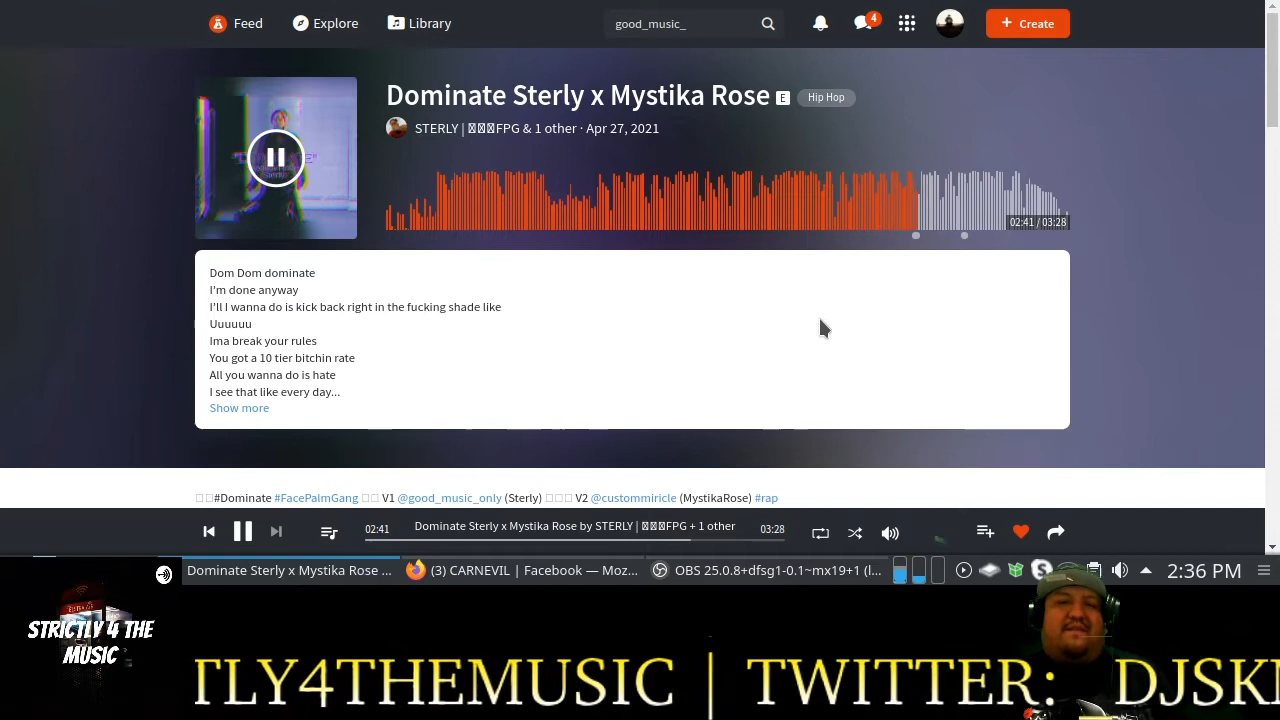 Feed
Explore
Library
good_music_
4
+ Create
Dominate Sterly x Mystika Rose E Hip Hop
STERLY | FPG & 1 other · Apr 27, 2021
02:41 / 03:28
Dom Dom dominate
I'm done anyway
I'll I wanna do is kick back right in the fucking shade like
Uuuuuu
Ima break your rules
You got a 10 tier bitchin rate
All you wanna do is hate
I see that like every day...
Show more
#Dominate #FacePalmGang V1 @good_music_only (Sterly) V2 @custommiricle (MystikaRose) #rap
02:41
Dominate Sterly x Mystika Rose by STERLY | FPG + 1 other
03:28
Dominate Sterly x Mystika Rose ...
(3) CARNEVIL | Facebook — Moz...
OBS 25.0.8+dfsg1-0.1~mx19+1 (l...
2:36 PM
STRICTLY 4 THE
MUSIC
TLY4THEMUSIC | TWITTER: DJSK